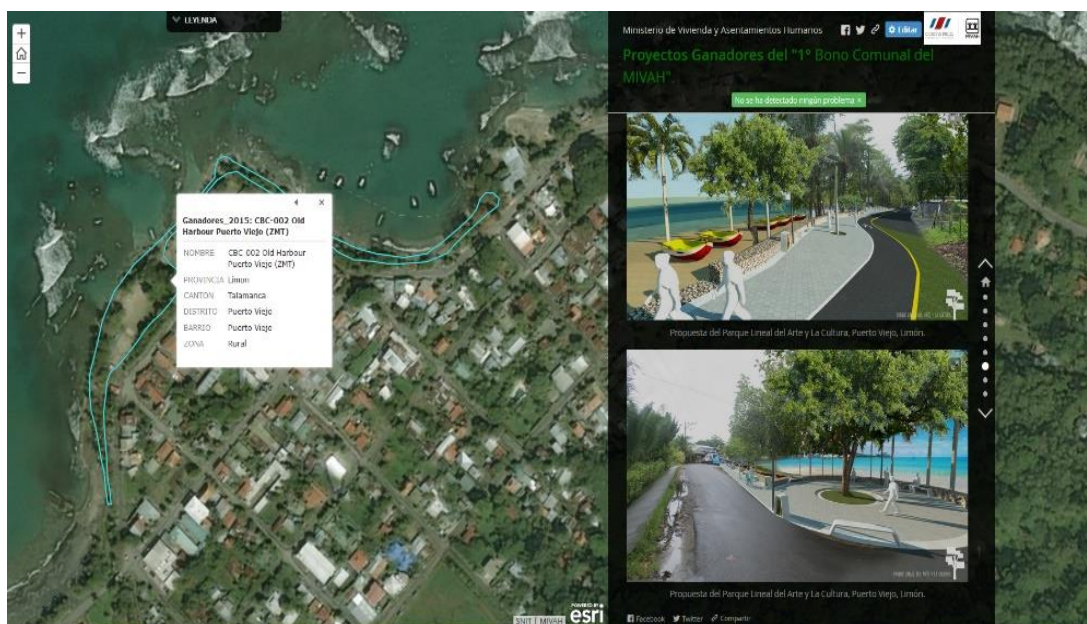 LEYENDA
Ganadores_2015: CBC-002 Old
Harbour Puerto Viejo (ZMT)
NOMBRE CBC-002 Old Harbour
Puerto Viejo (ZMT)
PROVINCIA Limon
CANTON Talamanca
DISTRITO Puerto Viejo
BARRIO Puerto Viejo
ZONA Rural
SNIT | MIVAH
POWERED BY
esri
Ministerio de Vivienda y Asentamientos Humanos
Editar
Proyectos Ganadores del "1° Bono Comunal del
MIVAH".
No se ha detectado ningún problema ×
Propuesta del Parque Lineal del Arte y La Cultura, Puerto Viejo, Limón.
Propuesta del Parque Lineal del Arte y La Cultura, Puerto Viejo, Limón.
Facebook Twitter Compartir